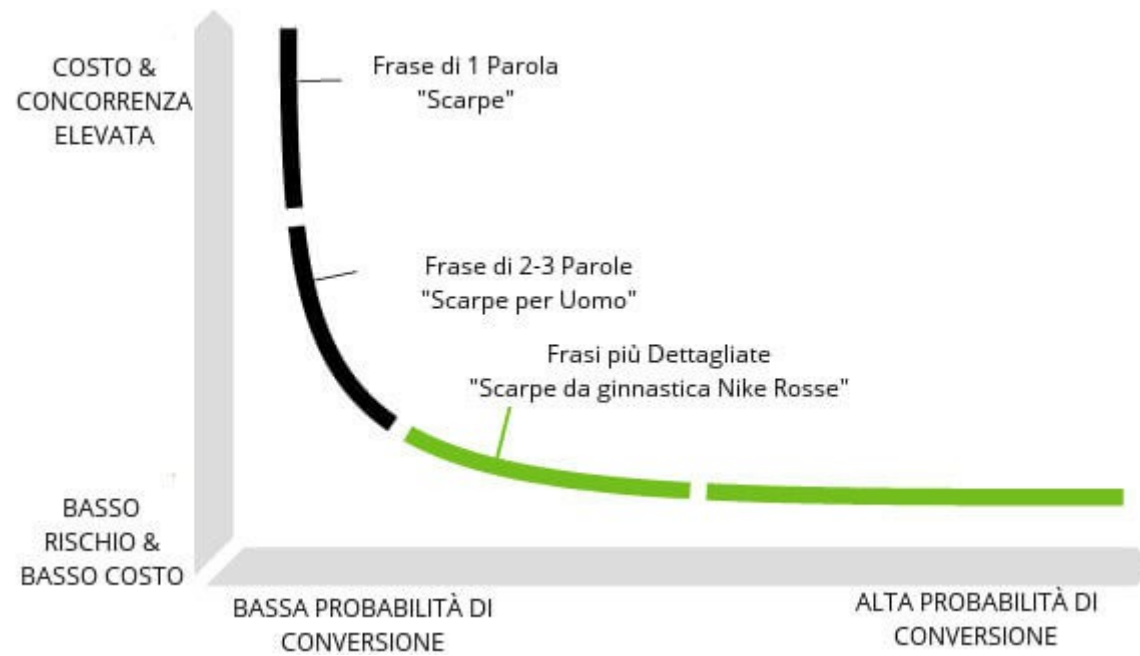 COSTO &
CONCORRENZA
ELEVATA
Frase di 1 Parola
"Scarpe"
Frase di 2-3 Parole
"Scarpe per Uomo"
Frasi più Dettagliate
"Scarpe da ginnastica Nike Rosse"
BASSO
RISCHIO &
BASSO COSTO
BASSA PROBABILITÀ DI
CONVERSIONE
ALTA PROBABILITÀ DI
CONVERSIONE